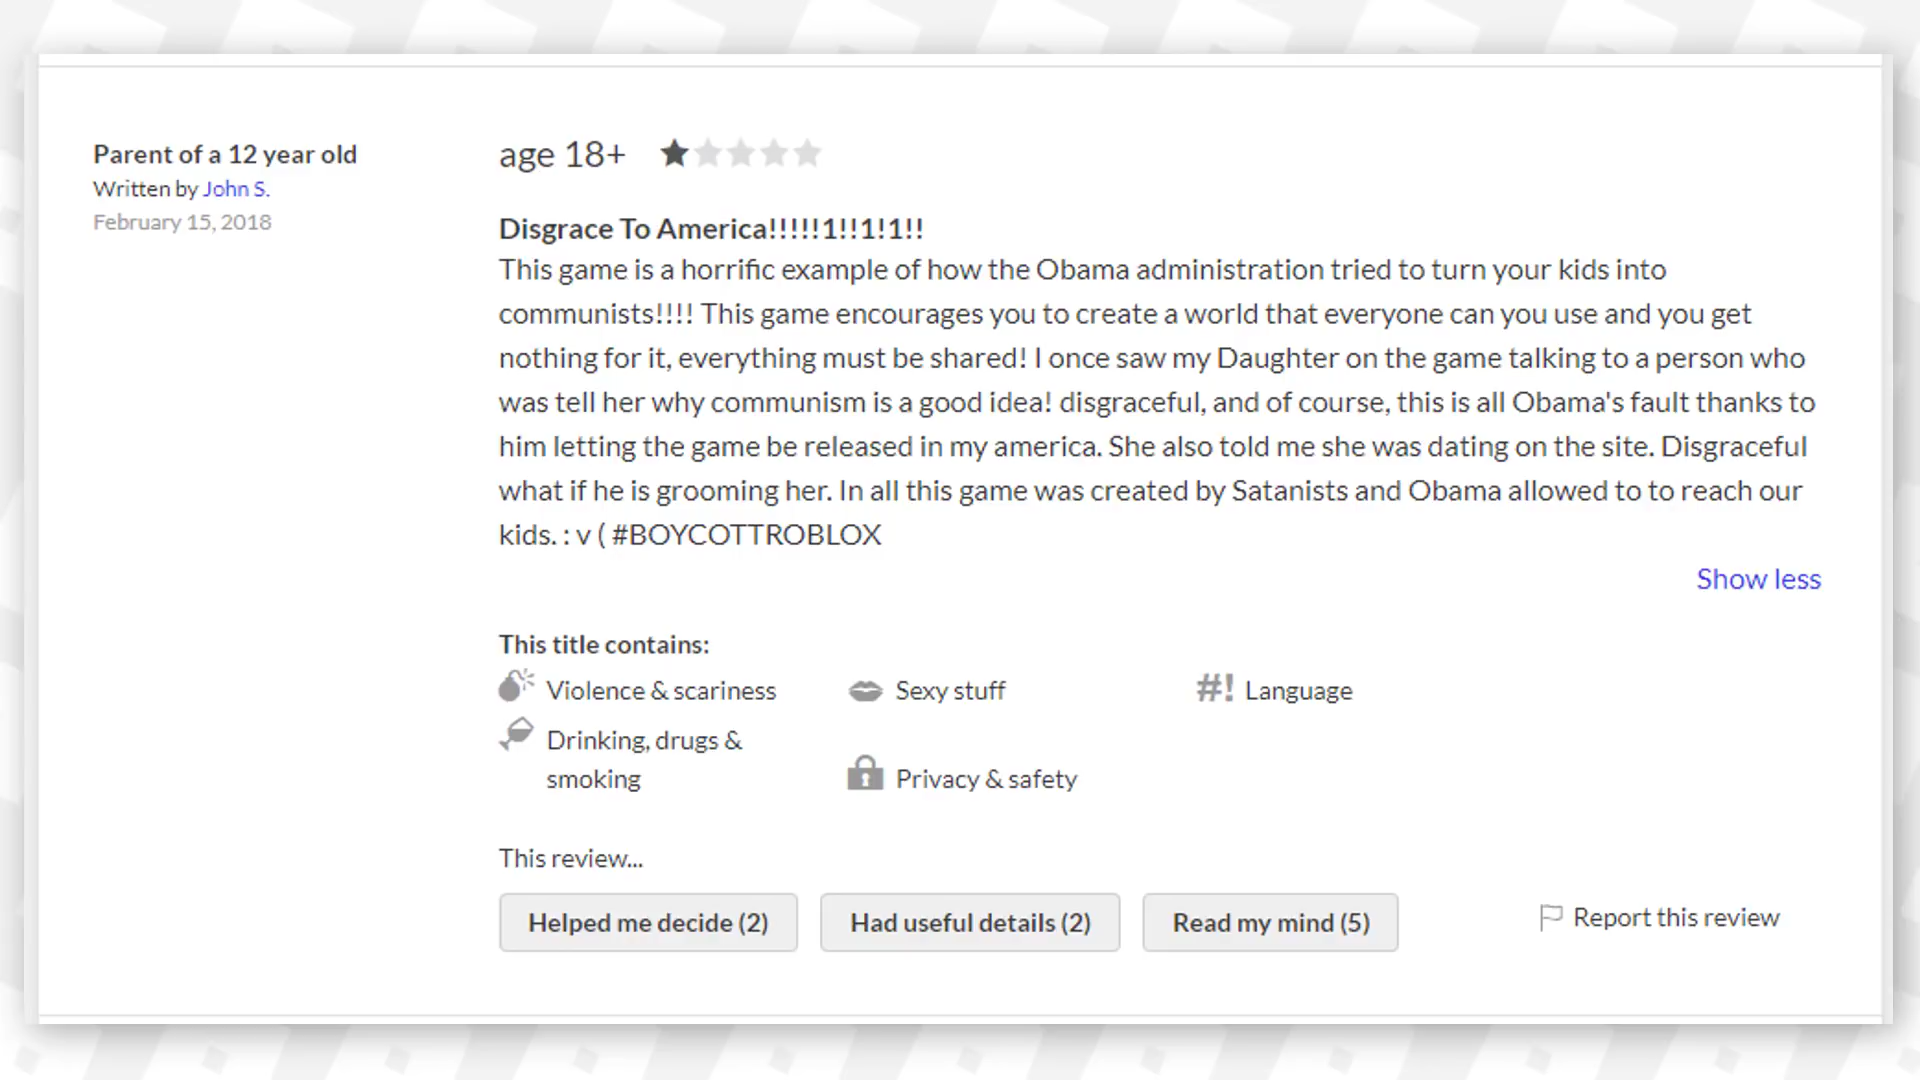 Parent of a 12 year old
Written by John S.
February 15, 2018
age 18+
Disgrace To America!!!!!1!!1!1!!
This game is a horrific example of how the Obama administration tried to turn your kids into
communists!!!! This game encourages you to create a world that everyone can you use and you get
nothing for it, everything must be shared! I once saw my Daughter on the game talking to a person who
was tell her why communism is a good idea! disgraceful, and of course, this is all Obama's fault thanks to
him letting the game be released in my america. She also told me she was dating on the site. Disgraceful
what if he is grooming her. In all this game was created by Satanists and Obama allowed to to reach our
kids. : v ( #BOYCOTTROBLOX
Show less
This title contains:
Violence & scariness
Sexy stuff
#! Language
Drinking, drugs &
smoking
Privacy & safety
This review...
Helped me decide (2)
Had useful details (2)
Read my mind (5)
Report this review